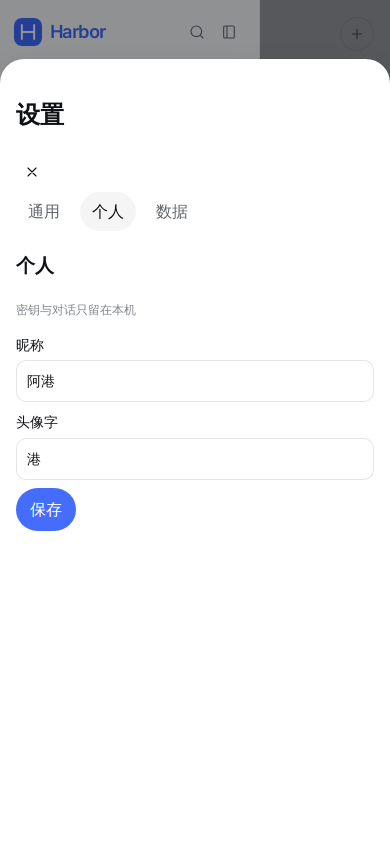 Harbor
设置
通用 个人 数据
个人
密钥与对话只留在本机
昵称
阿港
头像字
港
保存